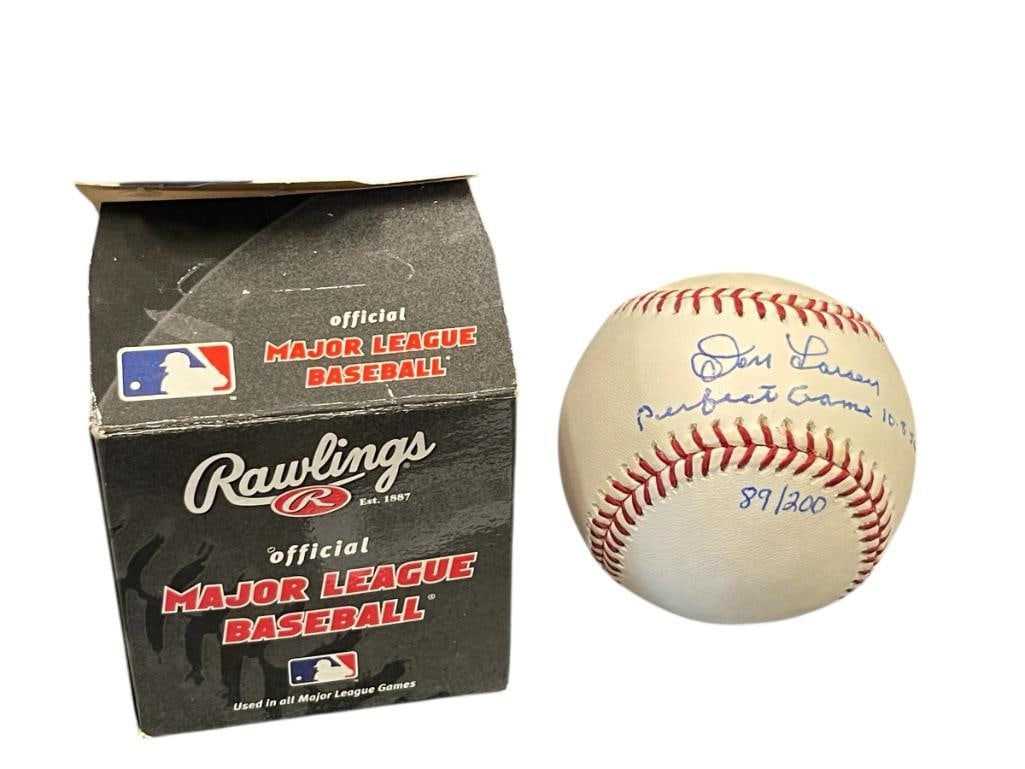 official
MAJOR LEAGUE
BASEBALL
Rawlings
R
Est. 1887
official
MAJOR LEAGUE
BASEBALL®
Used in all Major League Games
Don Larsen
Perfect Game 10-8-56
89/200